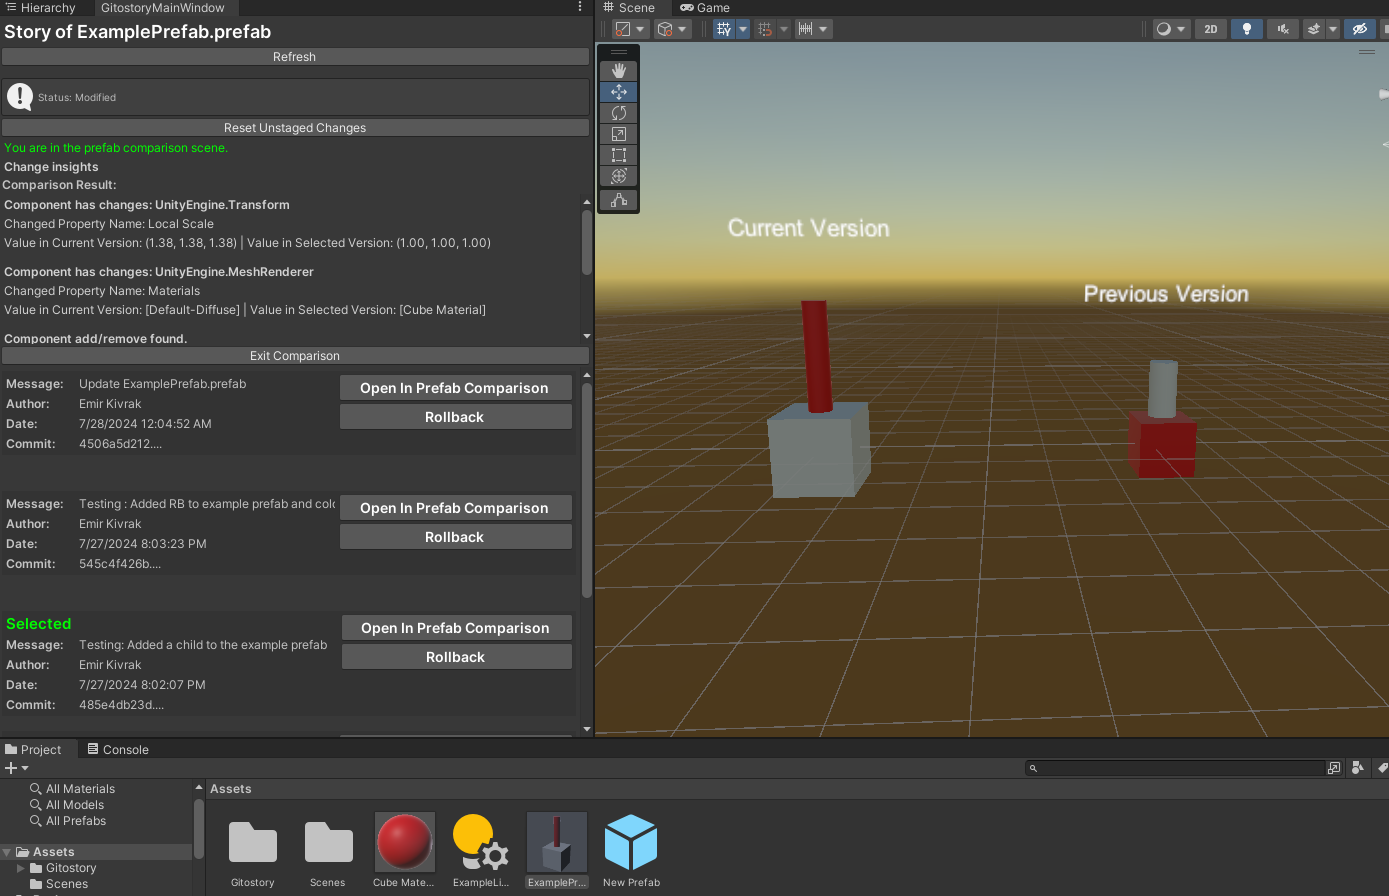 Hierarchy
GitostoryMainWindow
Story of ExamplePrefab.prefab
Refresh
Status: Modified
Reset Unstaged Changes
You are in the prefab comparison scene.
Change insights
Comparison Result:
Component has changes: UnityEngine.Transform
Changed Property Name: Local Scale
Value in Current Version: (1.38, 1.38, 1.38) | Value in Selected Version: (1.00, 1.00, 1.00)
Component has changes: UnityEngine.MeshRenderer
Changed Property Name: Materials
Value in Current Version: [Default-Diffuse] | Value in Selected Version: [Cube Material]
Component add/remove found.
Exit Comparison
Message: Update ExamplePrefab.prefab
Author: Emir Kivrak
Date: 7/28/2024 12:04:52 AM
Commit: 4506a5d212....
Open In Prefab Comparison
Rollback
Message: Testing : Added RB to example prefab and colo
Author: Emir Kivrak
Date: 7/27/2024 8:03:23 PM
Commit: 545c4f426b....
Open In Prefab Comparison
Rollback
Selected
Message: Testing: Added a child to the example prefab
Author: Emir Kivrak
Date: 7/27/2024 8:02:07 PM
Commit: 485e4db23d....
Open In Prefab Comparison
Rollback
Scene
Game
2D
Current Version
Previous Version
Project
Console
All Materials
All Models
All Prefabs
Assets
Gitostory
Scenes
Assets
Gitostory
Scenes
Cube Mate...
ExampleLi...
ExamplePr...
New Prefab